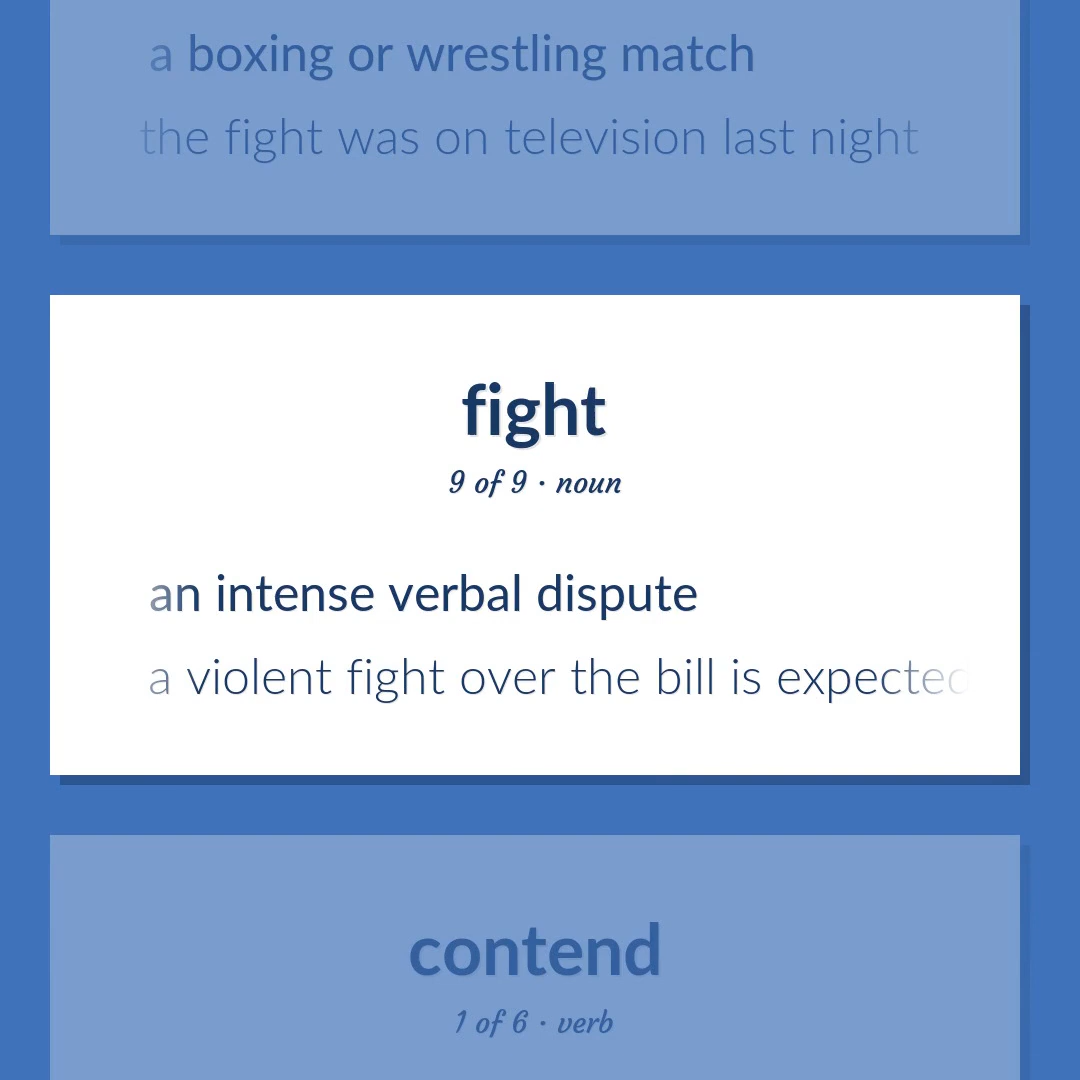 a boxing or wrestling match
the fight was on television last night
fight
9 of 9 · noun
an intense verbal dispute
a violent fight over the bill is expected
contend
1 of 6 · verb